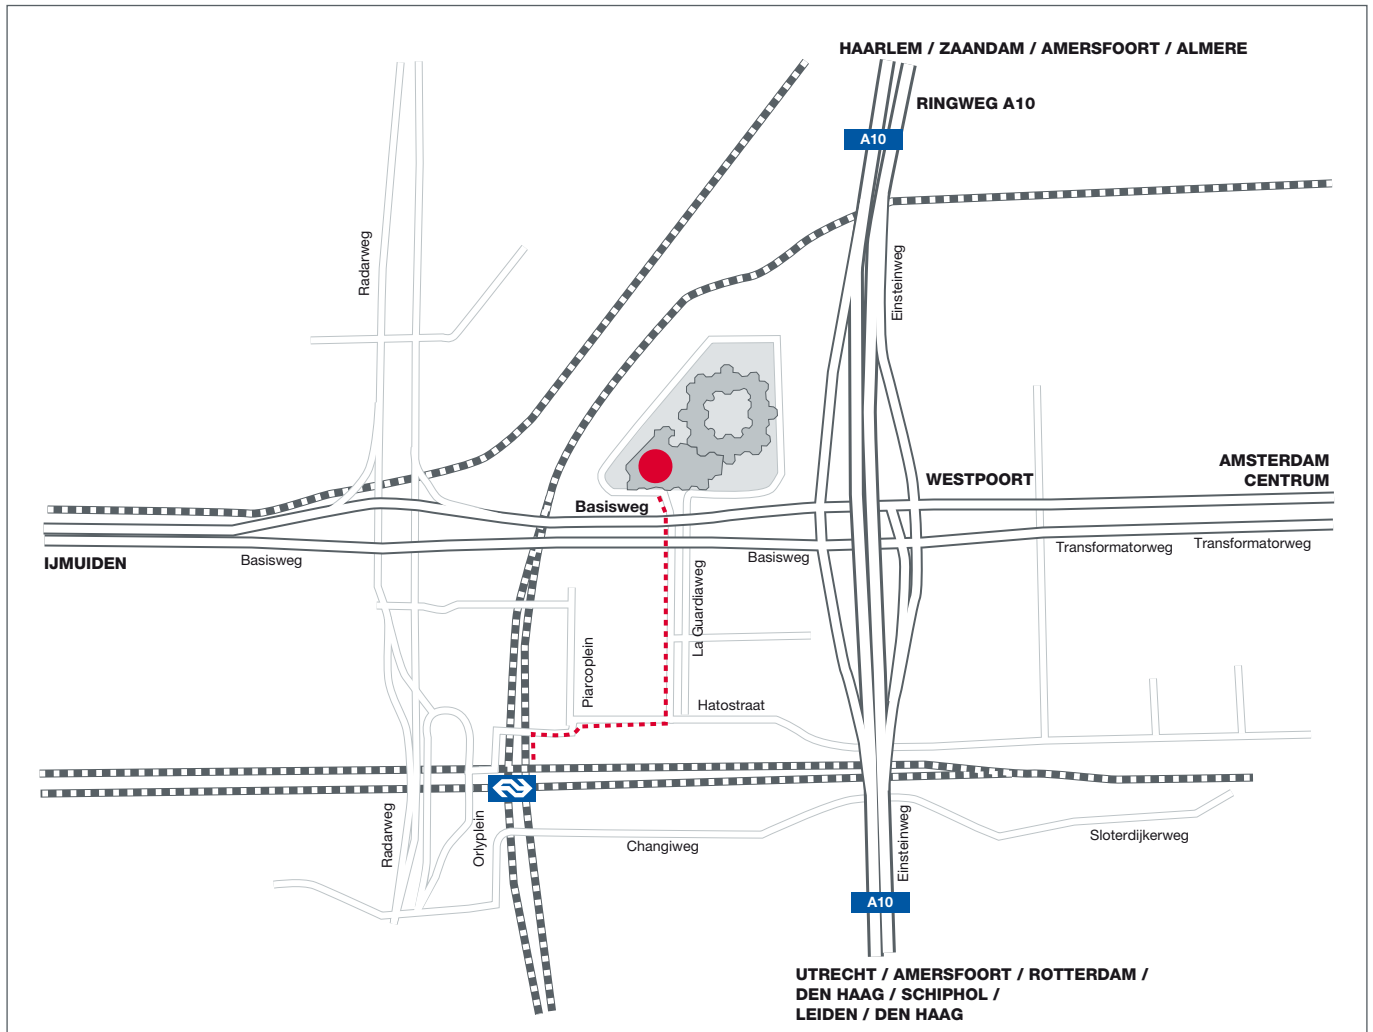 HAARLEM / ZAANDAM / AMERSFOORT / ALMERE
RINGWEG A10
A10
Radarweg
Einsteinweg
AMSTERDAM
CENTRUM
WESTPOORT
Basisweg
IJMUIDEN
Basisweg
Basisweg
Transformatorweg
Transformatorweg
La Guardiaweg
Piarcoplein
Hatostraat
Radarweg
Orlyplein
Changiweg
Einsteinweg
Sloterdijkerweg
A10
UTRECHT / AMERSFOORT / ROTTERDAM /
DEN HAAG / SCHIPHOL /
LEIDEN / DEN HAAG